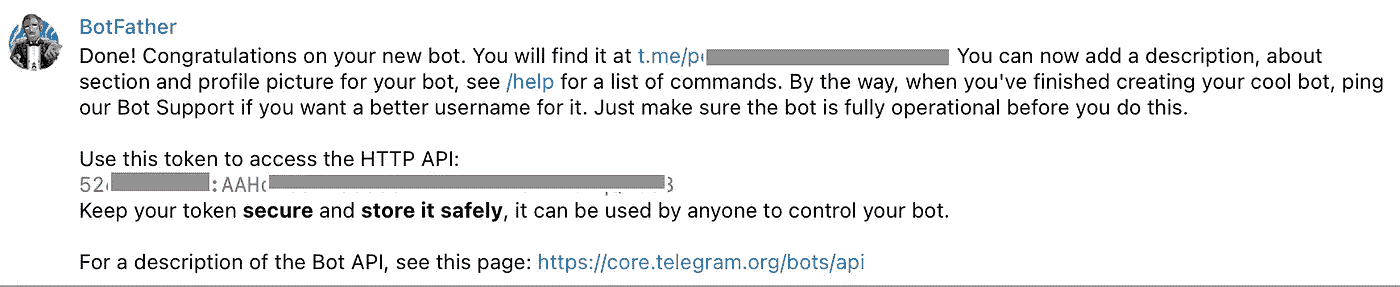 BotFather
Done! Congratulations on your new bot. You will find it at t.me/p You can now add a description, about
section and profile picture for your bot, see /help for a list of commands. By the way, when you've finished creating your cool bot, ping
our Bot Support if you want a better username for it. Just make sure the bot is fully operational before you do this.
Use this token to access the HTTP API:
52 :AAH
Keep your token secure and store it safely, it can be used by anyone to control your bot.
For a description of the Bot API, see this page: https://core.telegram.org/bots/api